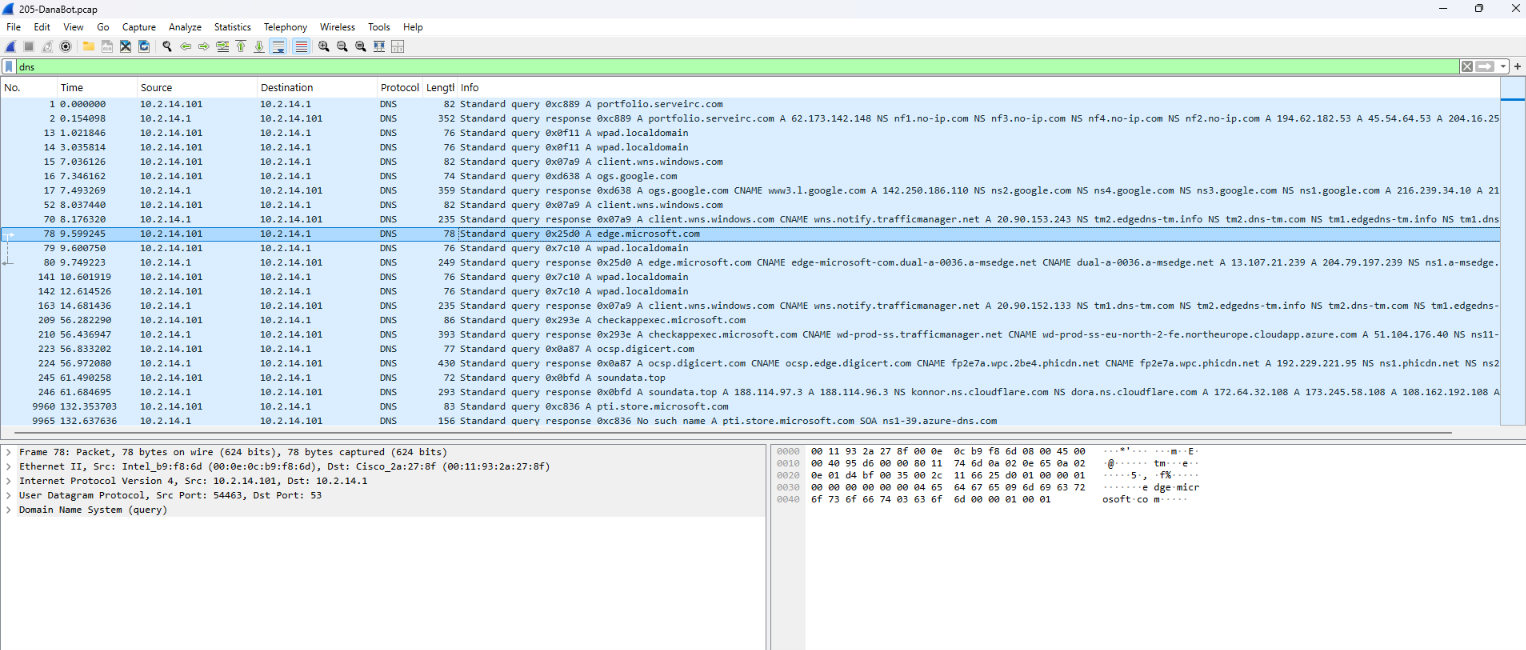 205-DanaBot.pcap
File Edit View Go Capture Analyze Statistics Telephony Wireless Tools Help
dns
No. Time Source Destination Protocol Lengtl Info
1 0.000000 10.2.14.101 10.2.14.1 DNS 82 Standard query 0xc889 A portfolio.serveirc.com
2 0.154098 10.2.14.1 10.2.14.101 DNS 352 Standard query response 0xc889 A portfolio.serveirc.com A 62.173.142.148 NS nf1.no-ip.com NS nf3.no-ip.com NS nf4.no-ip.com NS nf2.no-ip.com A 194.62.182.53 A 45.54.64.53 A 204.16.25
13 1.021846 10.2.14.101 10.2.14.1 DNS 76 Standard query 0x0f11 A wpad.localdomain
14 3.035814 10.2.14.101 10.2.14.1 DNS 76 Standard query 0x0f11 A wpad.localdomain
15 7.036126 10.2.14.101 10.2.14.1 DNS 82 Standard query 0x07a9 A client.wns.windows.com
16 7.346162 10.2.14.101 10.2.14.1 DNS 74 Standard query 0xd638 A ogs.google.com
17 7.493269 10.2.14.1 10.2.14.101 DNS 359 Standard query response 0xd638 A ogs.google.com CNAME www3.l.google.com A 142.250.186.110 NS ns2.google.com NS ns4.google.com NS ns3.google.com NS ns1.google.com A 216.239.34.10 A 21
52 8.037440 10.2.14.101 10.2.14.1 DNS 82 Standard query 0x07a9 A client.wns.windows.com
70 8.176320 10.2.14.1 10.2.14.101 DNS 235 Standard query response 0x07a9 A client.wns.windows.com CNAME wns.notify.trafficmanager.net A 20.90.153.243 NS tm2.edgedns-tm.info NS tm2.dns-tm.com NS tm1.edgedns-tm.info NS tm1.dns
78 9.599245 10.2.14.101 10.2.14.1 DNS 78 Standard query 0x25d0 A edge.microsoft.com
79 9.600750 10.2.14.101 10.2.14.1 DNS 76 Standard query 0x7c10 A wpad.localdomain
80 9.749223 10.2.14.1 10.2.14.101 DNS 249 Standard query response 0x25d0 A edge.microsoft.com CNAME edge-microsoft-com.dual-a-0036.a-msedge.net CNAME dual-a-0036.a-msedge.net A 13.107.21.239 A 204.79.197.239 NS ns1.a-msedge.
141 10.601919 10.2.14.101 10.2.14.1 DNS 76 Standard query 0x7c10 A wpad.localdomain
142 12.614526 10.2.14.101 10.2.14.1 DNS 76 Standard query 0x7c10 A wpad.localdomain
163 14.681436 10.2.14.1 10.2.14.101 DNS 235 Standard query response 0x07a9 A client.wns.windows.com CNAME wns.notify.trafficmanager.net A 20.90.152.133 NS tm1.dns-tm.com NS tm2.edgedns-tm.info NS tm2.dns-tm.com NS tm1.edgedns-
209 56.282290 10.2.14.101 10.2.14.1 DNS 86 Standard query 0x293e A checkappexec.microsoft.com
210 56.436947 10.2.14.1 10.2.14.101 DNS 393 Standard query response 0x293e A checkappexec.microsoft.com CNAME wd-prod-ss.trafficmanager.net CNAME wd-prod-ss-eu-north-2-fe.northeurope.cloudapp.azure.com A 51.104.176.40 NS ns11-
223 56.833202 10.2.14.101 10.2.14.1 DNS 77 Standard query 0x0a87 A ocsp.digicert.com
224 56.972080 10.2.14.1 10.2.14.101 DNS 430 Standard query response 0x0a87 A ocsp.digicert.com CNAME ocsp.edge.digicert.com CNAME fp2e7a.wpc.2be4.phicdn.net CNAME fp2e7a.wpc.phicdn.net A 192.229.221.95 NS ns1.phicdn.net NS ns2
245 61.490258 10.2.14.101 10.2.14.1 DNS 72 Standard query 0x0bfd A soundata.top
246 61.684695 10.2.14.1 10.2.14.101 DNS 293 Standard query response 0x0bfd A soundata.top A 188.114.97.3 A 188.114.96.3 NS konnor.ns.cloudflare.com NS dora.ns.cloudflare.com A 172.64.32.108 A 173.245.58.108 A 108.162.192.108 A
9960 132.353703 10.2.14.101 10.2.14.1 DNS 83 Standard query 0xc836 A pti.store.microsoft.com
9965 132.637636 10.2.14.1 10.2.14.101 DNS 156 Standard query response 0xc836 No such name A pti.store.microsoft.com SOA ns1-39.azure-dns.com
Frame 78: Packet, 78 bytes on wire (624 bits), 78 bytes captured (624 bits)
Ethernet II, Src: Intel_b9:f8:6d (00:0e:0c:b9:f8:6d), Dst: Cisco_2a:27:8f (00:11:93:2a:27:8f)
Internet Protocol Version 4, Src: 10.2.14.101, Dst: 10.2.14.1
User Datagram Protocol, Src Port: 54463, Dst Port: 53
Domain Name System (query)
0000 00 11 93 2a 27 8f 00 0e 0c b9 f8 6d 08 00 45 00 ···*'··· ···m··E·
0010 00 40 95 d6 00 00 80 11 74 6d 0a 02 0e 65 0a 02 ·@······ tm···e··
0020 0e 01 d4 bf 00 35 00 2c 11 66 25 d0 01 00 00 01 ·····5·, ·f%·····
0030 00 00 00 00 00 00 04 65 64 67 65 09 6d 69 63 72 ·······e dge·micr
0040 6f 73 6f 66 74 03 63 6f 6d 00 00 01 00 01 osoft·co m·····